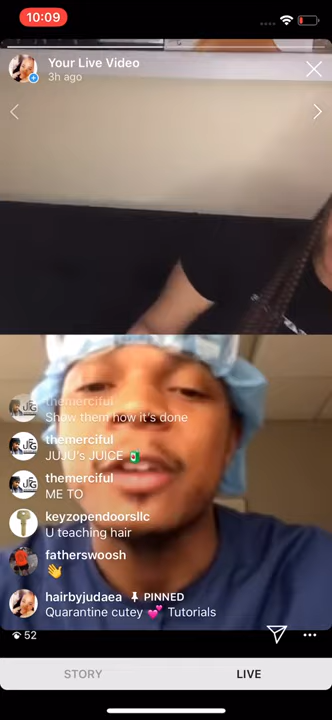 10:09
Your Live Video
3h ago
themerciful
Show them how it's done
themerciful
JUJU's JUICE 🇲🇽
themerciful
ME TO
keyzopendoorsllc
U teaching hair
fatherswoosh
👋
hairbyjudaea 📌 PINNED
Quarantine cutey 💞 Tutorials
52
STORY LIVE